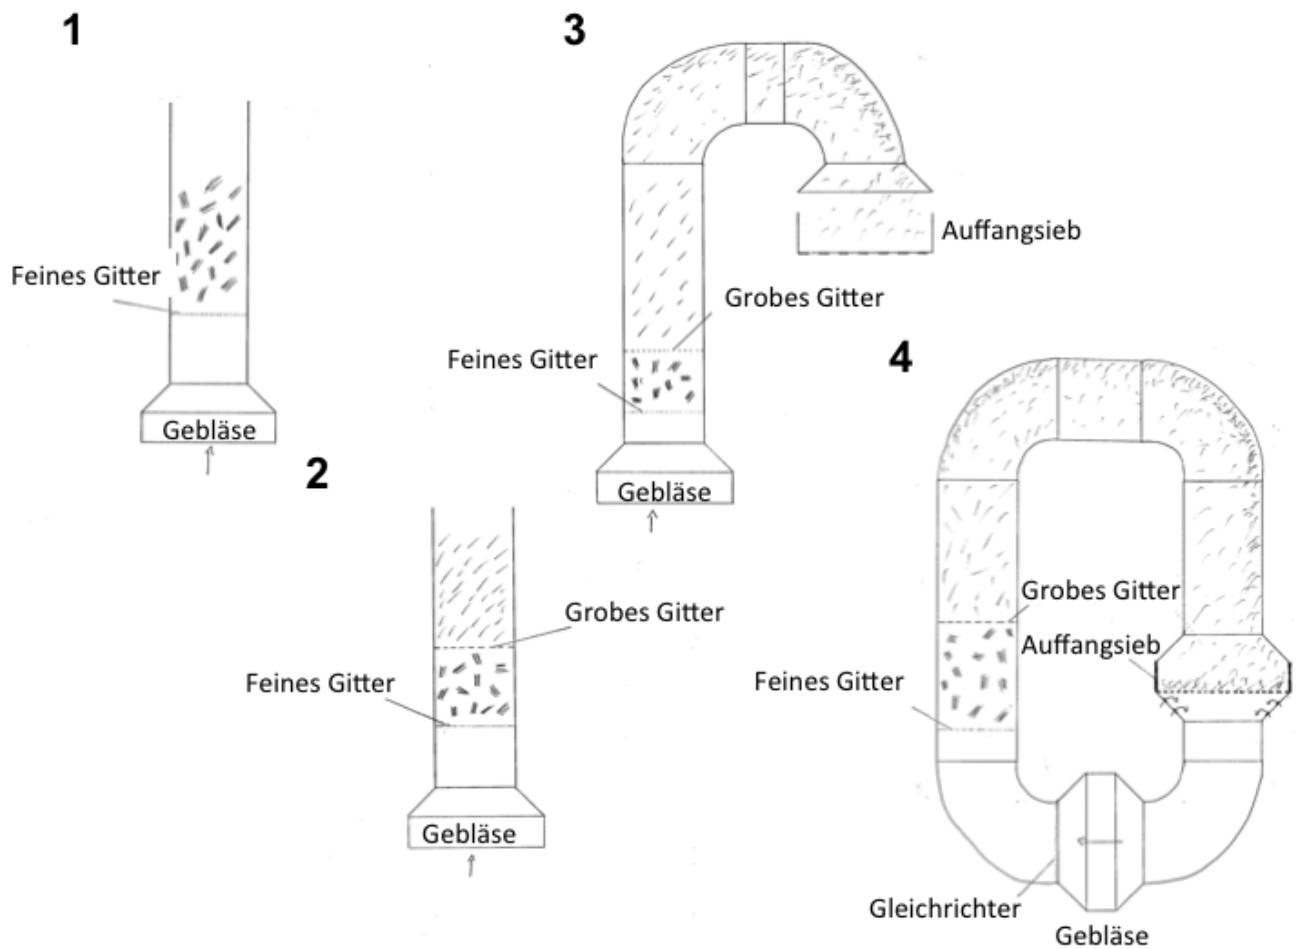 1
Feines Gitter
Gebläse
2
Grobes Gitter
Feines Gitter
Gebläse
3
Auffangsieb
Grobes Gitter
Feines Gitter
Gebläse
4
Grobes Gitter
Auffangsieb
Feines Gitter
Gleichrichter
Gebläse